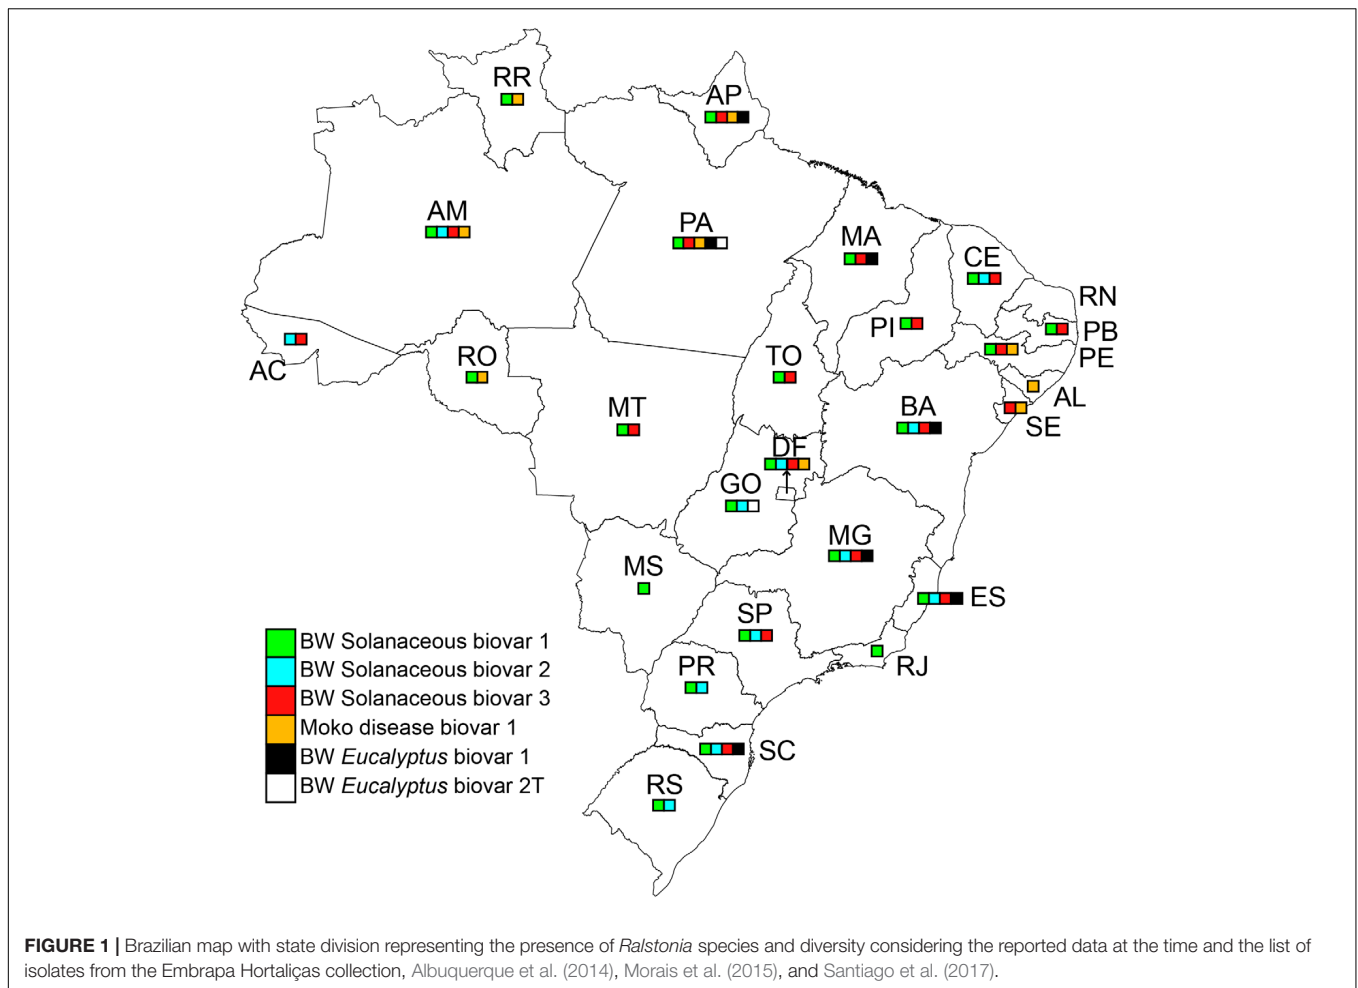 RR
AP
AM
PA
MA
CE
RN
PI
PB
PE
AC
RO
TO
AL
MT
BA
SE
DF
GO
MG
MS
ES
SP
RJ
PR
SC
RS
BW Solanaceous biovar 1
BW Solanaceous biovar 2
BW Solanaceous biovar 3
Moko disease biovar 1
BW Eucalyptus biovar 1
BW Eucalyptus biovar 2T
FIGURE 1 | Brazilian map with state division representing the presence of Ralstonia species and diversity considering the reported data at the time and the list of
isolates from the Embrapa Hortaliças collection, Albuquerque et al. (2014), Morais et al. (2015), and Santiago et al. (2017).